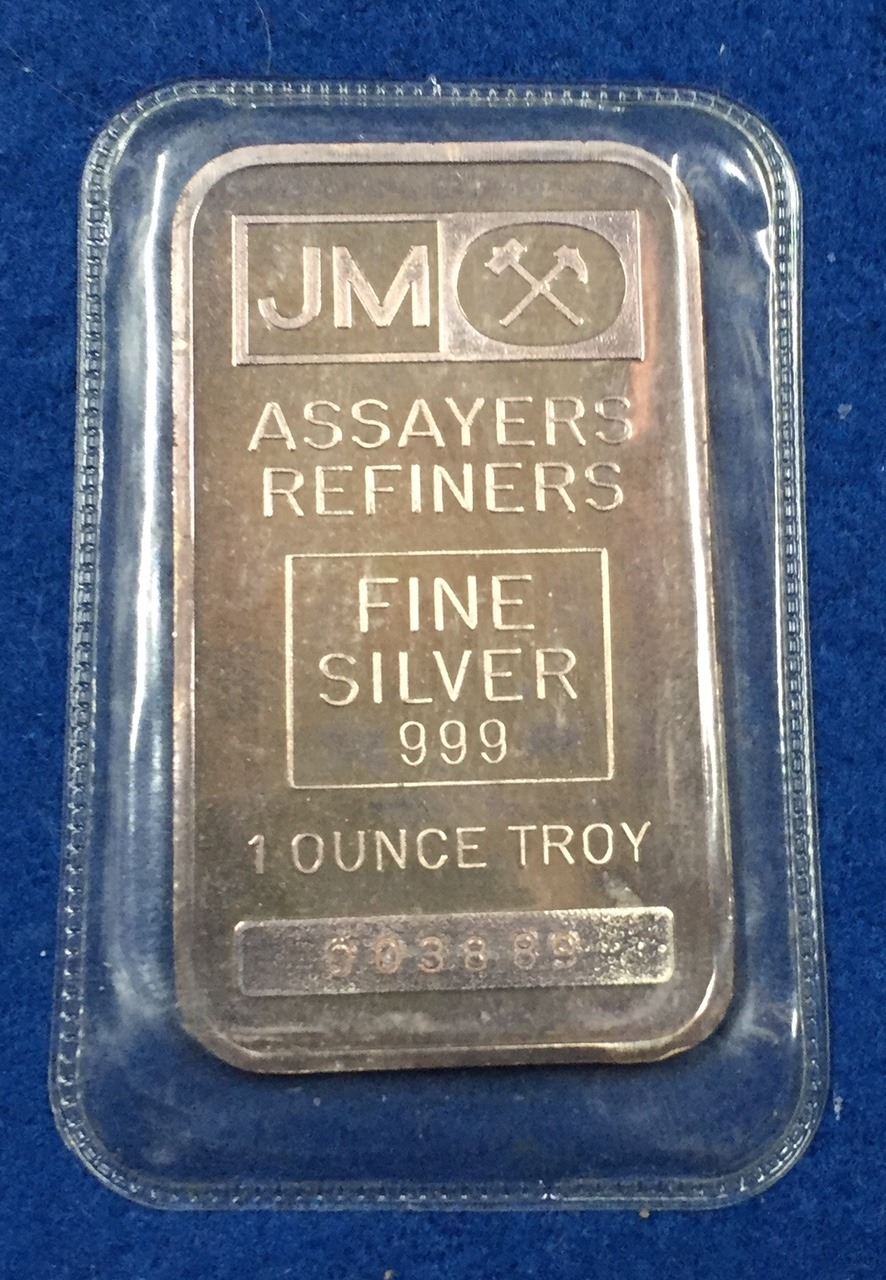 JM
ASSAYERS
REFINERS
FINE
SILVER
999
1 OUNCE TROY